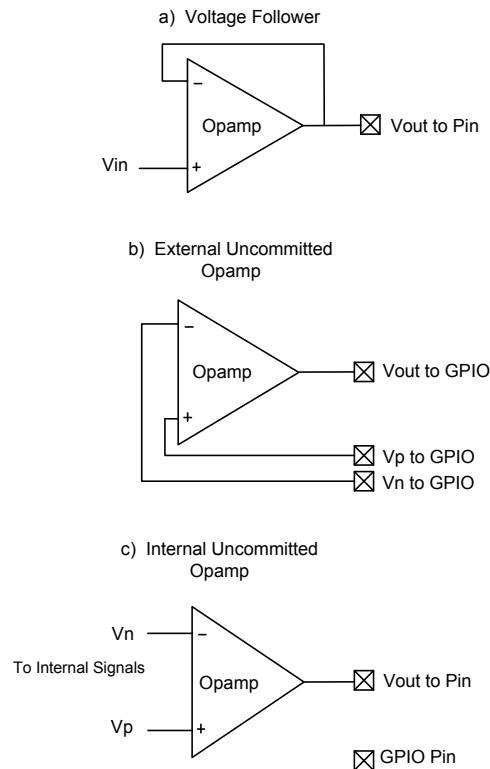 a) Voltage Follower
−
Opamp
Vout to Pin
Vin
+
b) External Uncommitted
Opamp
−
Opamp
Vout to GPIO
+
Vp to GPIO
Vn to GPIO
c) Internal Uncommitted
Opamp
Vn
−
To Internal Signals
Opamp
Vout to Pin
Vp
+
GPIO Pin